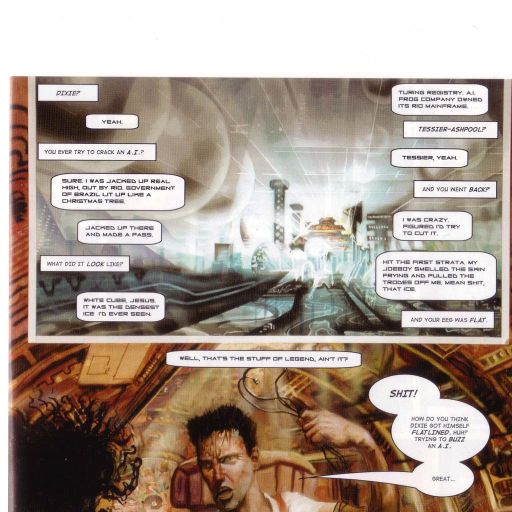 DIXIE?
YEAH.
YOU EVER TRY TO CRACK AN A.I.?
SURE. I WAS JACKED UP REAL
HIGH, OUT BY RIO. GOVERNMENT
OF BRAZIL LIT UP LIKE A
CHRISTMAS TREE.
JACKED UP THERE
AND MADE A PASS.
WHAT DID IT LOOK LIKE?
WHITE CUBE. JESUS,
IT WAS THE DENSEST
ICE I'D EVER SEEN.
TURING REGISTRY. A.I.
FROG COMPANY OWNED
ITS RIO MAINFRAME.
TESSIER-ASHPOOL?
TESSIER, YEAH.
AND YOU WENT BACK?
I WAS CRAZY.
FIGURED I'D TRY
TO CUT IT.
HIT THE FIRST STRATA, MY
JOEBOY SMELLED THE SKIN
FRYING AND PULLED THE
TRODES OFF ME. MEAN SHIT,
THAT ICE.
AND YOUR EEG WAS FLAT.
WELL, THAT'S THE STUFF OF LEGEND, AIN'T IT?
SHIT!
HOW DO YOU THINK
DIXIE GOT HIMSELF
FLATLINED, HUH?
TRYING TO BUZZ
AN A.I.
GREAT...